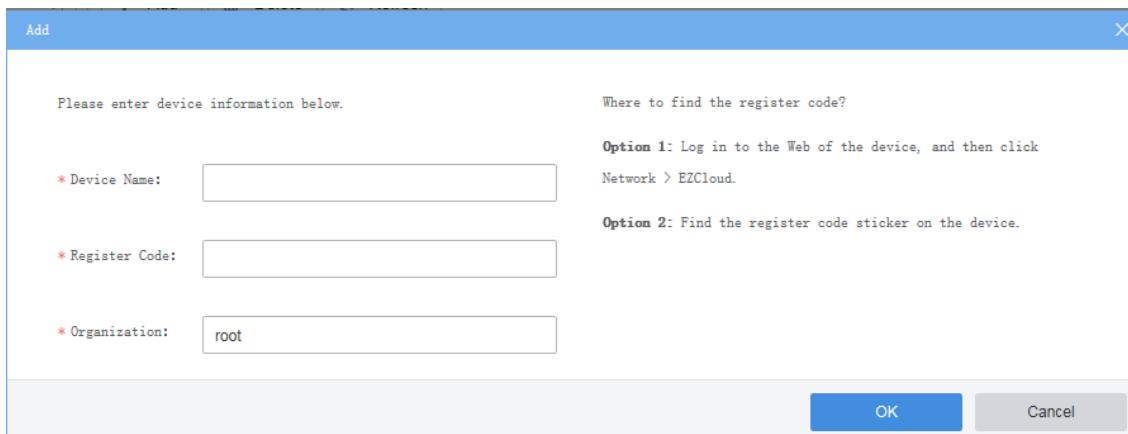 Add
Please enter device information below.
* Device Name:
* Register Code:
* Organization:
root
Where to find the register code?
Option 1: Log in to the Web of the device, and then click
Network > EZCloud.
Option 2: Find the register code sticker on the device.
OK
Cancel